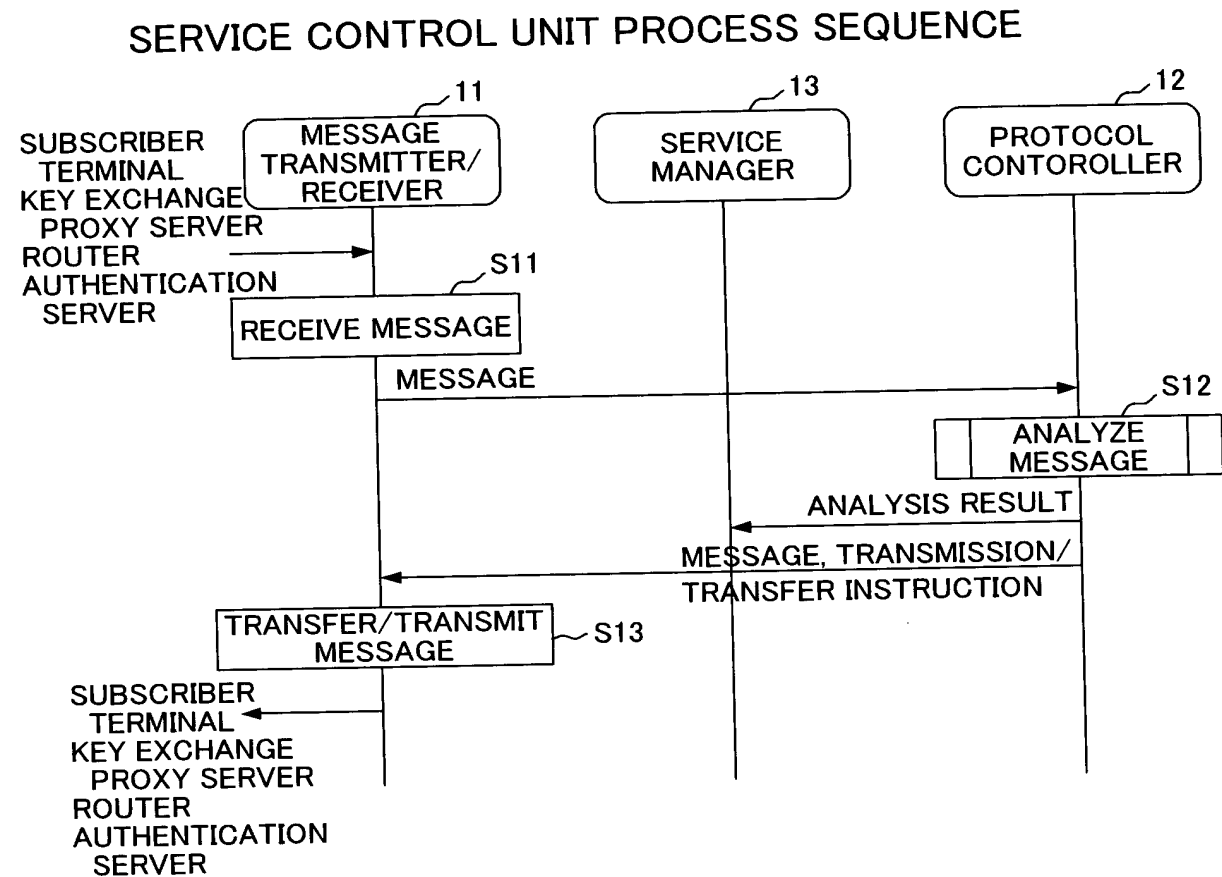 SERVICE CONTROL UNIT PROCESS SEQUENCE
11
13
12
SUBSCRIBER
TERMINAL
KEY EXCHANGE
PROXY SERVER
ROUTER
AUTHENTICATION
SERVER
MESSAGE
TRANSMITTER/
RECEIVER
SERVICE
MANAGER
PROTOCOL
CONTOROLLER
S11
RECEIVE MESSAGE
MESSAGE
S12
ANALYZE
MESSAGE
ANALYSIS RESULT
MESSAGE, TRANSMISSION/
TRANSFER INSTRUCTION
TRANSFER/TRANSMIT
MESSAGE
S13
SUBSCRIBER
TERMINAL
KEY EXCHANGE
PROXY SERVER
ROUTER
AUTHENTICATION
SERVER